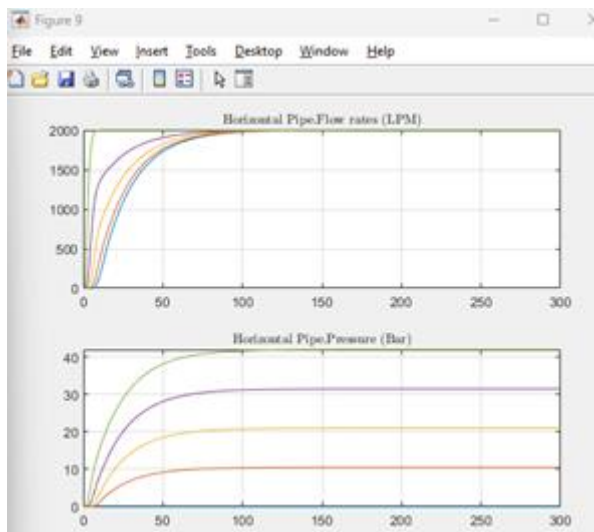 Figure 9
File Edit View Insert Tools Desktop Window Help
Horizontal Pipe.Flow rates (LPM)
2000
1500
1000
500
0
0 50 100 150 200 250 300
Horizontal Pipe.Pressure (Bar)
40
30
20
10
0
0 50 100 150 200 250 300